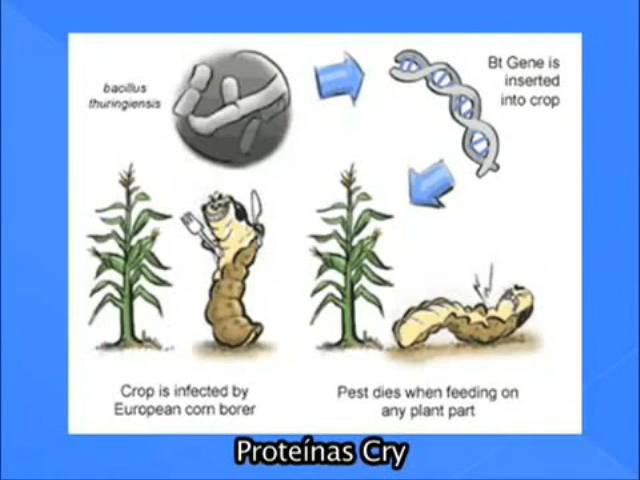 bacillus
thuringiensis
Bt Gene is
inserted
into crop
Crop is infected by
European corn borer
Pest dies when feeding on
any plant part
Proteínas Cry